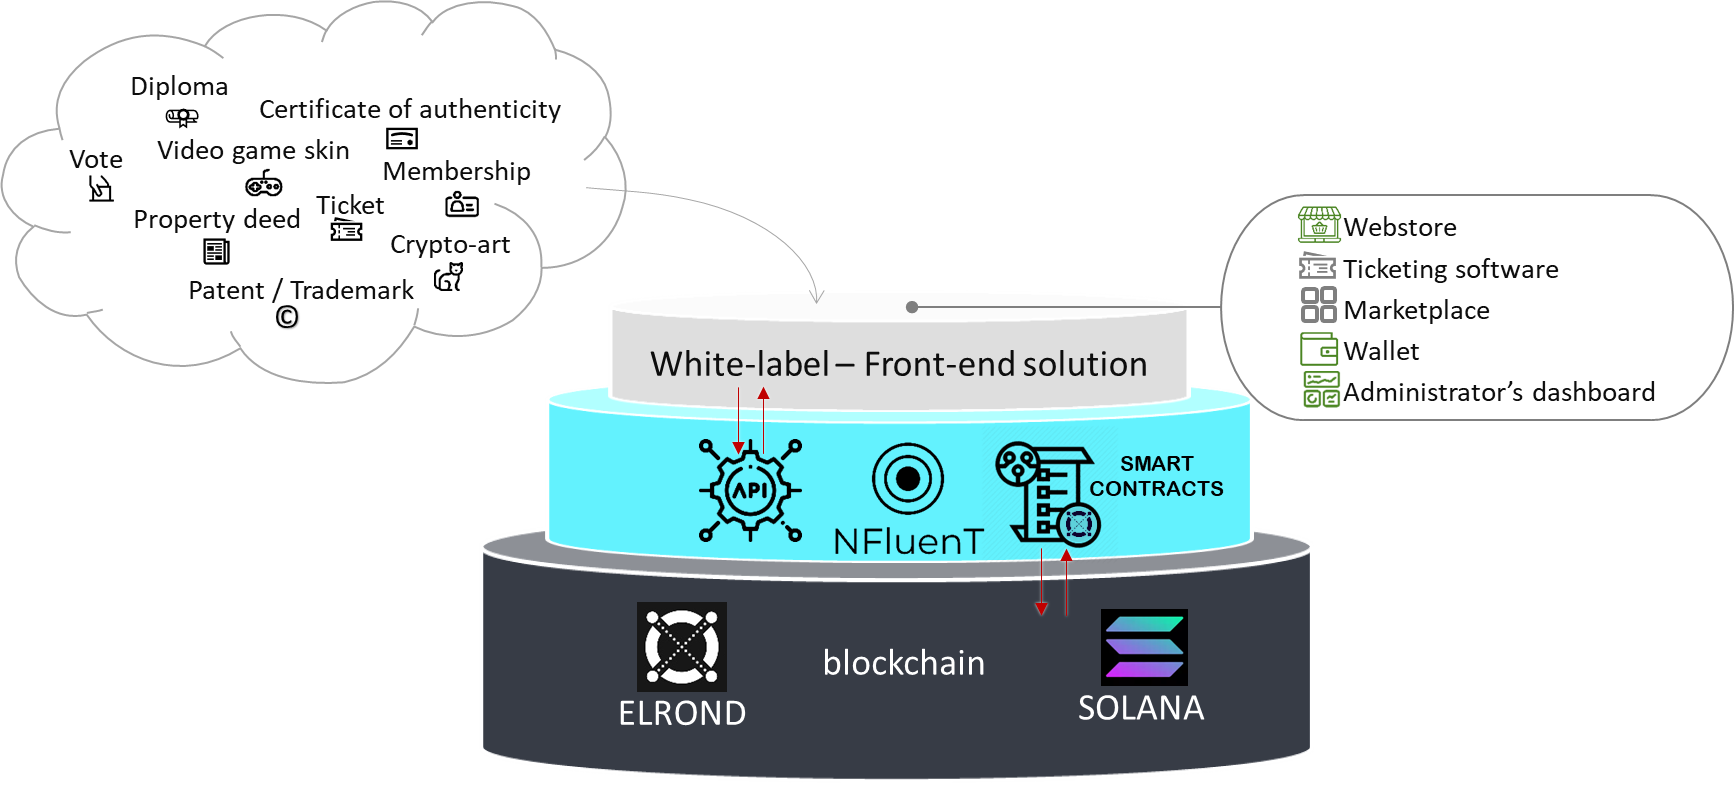 Diploma
Certificate of authenticity
Vote
Video game skin
Membership
Property deed
Ticket
Crypto-art
Patent / Trademark
©
Webstore
Ticketing software
Marketplace
Wallet
Administrator’s dashboard
White-label – Front-end solution
API
NFluenT
SMART
CONTRACTS
blockchain
ELROND
SOLANA